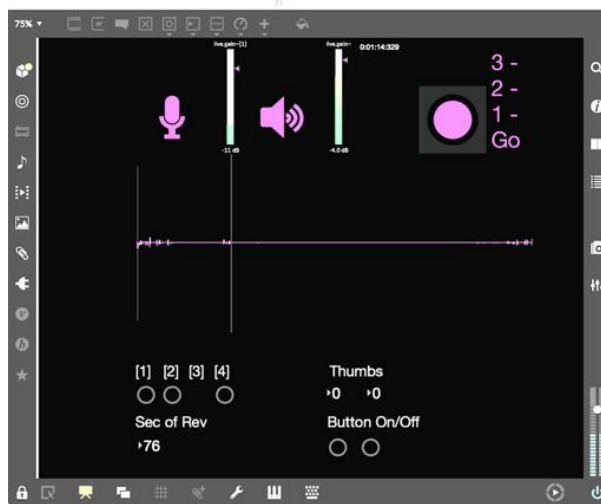 75%
live.gain~[1]
live.gain~
0:01:14:329
3 -
2 -
1 -
Go
-11 dB
-4.0 dB
[1] [2] [3] [4]
Thumbs
0 0
Sec of Rev
Button On/Off
76